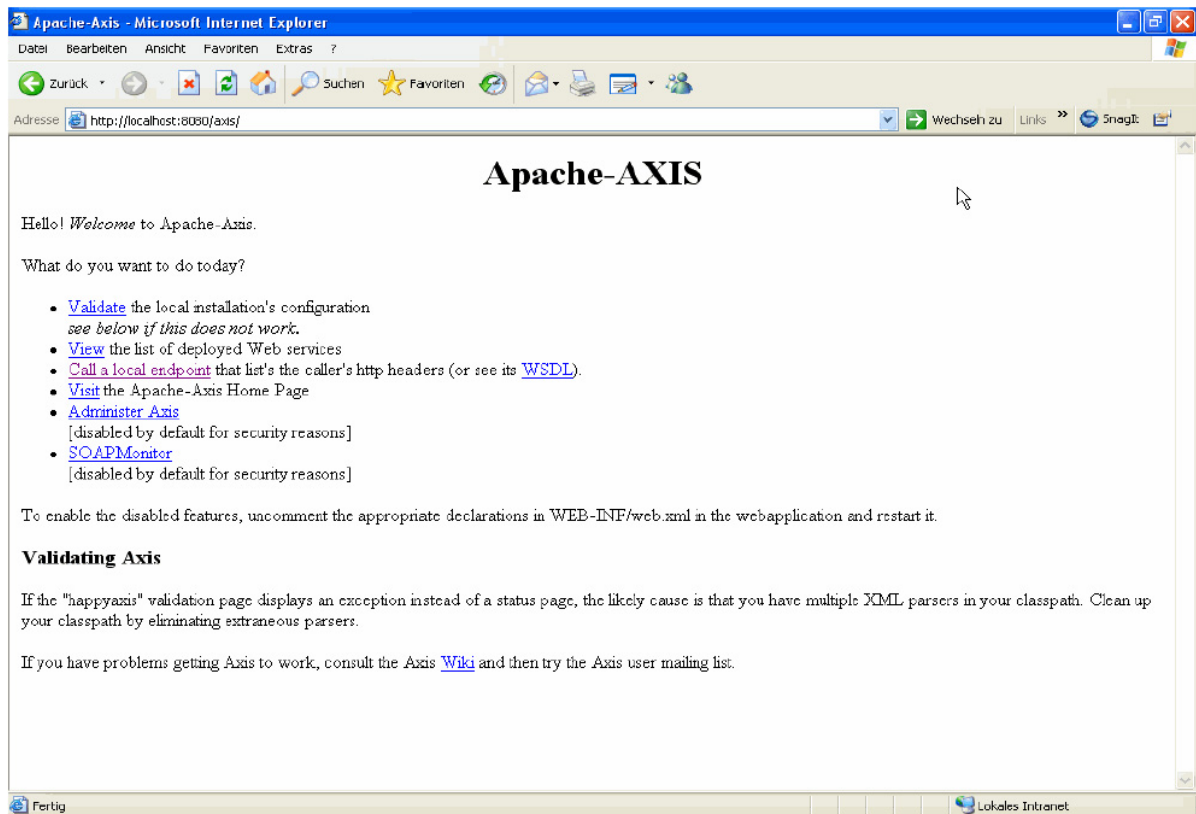 Apache-Axis - Microsoft Internet Explorer
Datei Bearbeiten Ansicht Favoriten Extras ?
Zurück Suchen Favoriten
Adresse http://localhost:8080/axis/ Wechseln zu Links » SnagIt
Apache-AXIS
Hello! Welcome to Apache-Axis.
What do you want to do today?
• Validate the local installation's configuration
see below if this does not work.
• View the list of deployed Web services
• Call a local endpoint that list's the caller's http headers (or see its WSDL).
• Visit the Apache-Axis Home Page
• Administer Axis
[disabled by default for security reasons]
• SOAPMonitor
[disabled by default for security reasons]
To enable the disabled features, uncomment the appropriate declarations in WEB-INF/web.xml in the webapplication and restart it.
Validating Axis
If the "happyaxis" validation page displays an exception instead of a status page, the likely cause is that you have multiple XML parsers in your classpath. Clean up
your classpath by eliminating extraneous parsers.
If you have problems getting Axis to work, consult the Axis Wiki and then try the Axis user mailing list.
Fertig Lokales Intranet